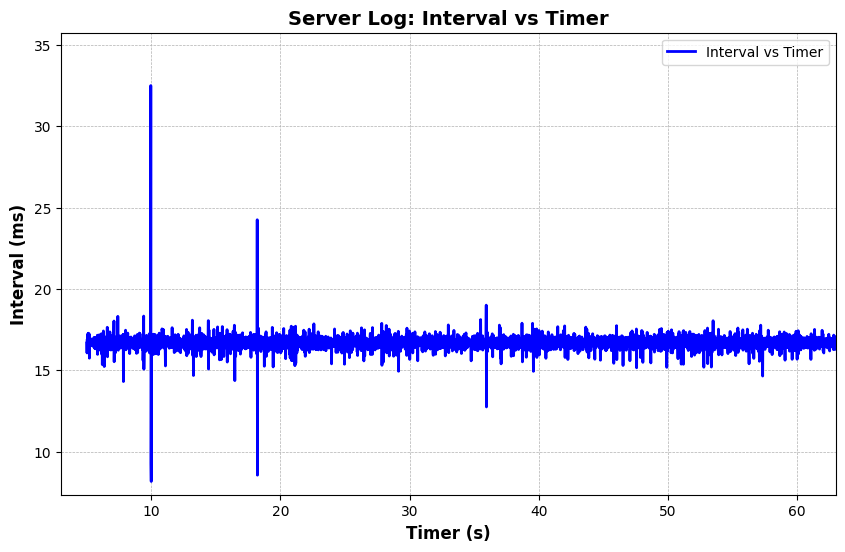 Server Log: Interval vs Timer
Interval vs Timer
35
30
25
20
15
10
Interval (ms)
10 20 30 40 50 60
Timer (s)